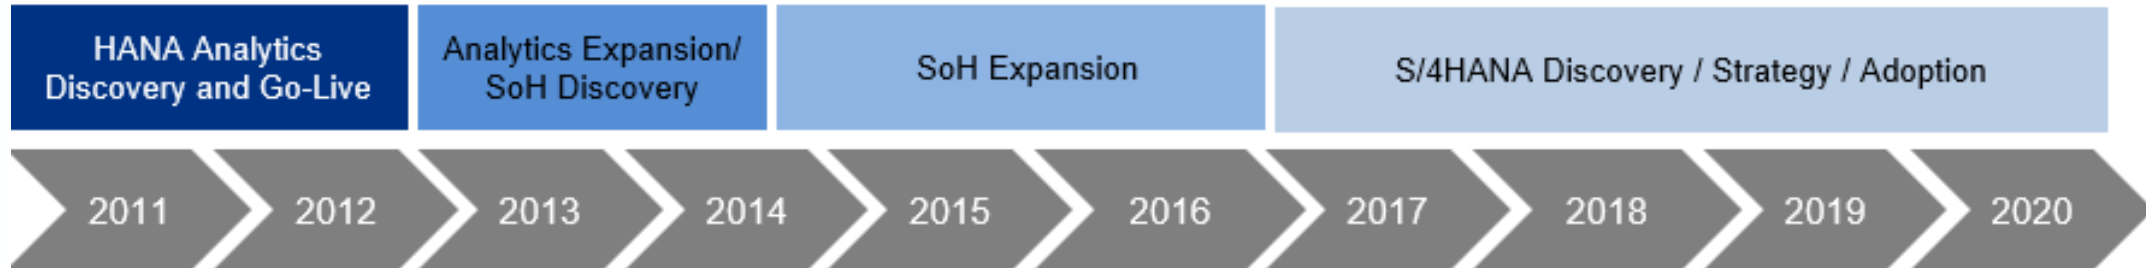 HANA Analytics
Discovery and Go-Live
Analytics Expansion/
SoH Discovery
SoH Expansion
S/4HANA Discovery / Strategy / Adoption
2011
2012
2013
2014
2015
2016
2017
2018
2019
2020